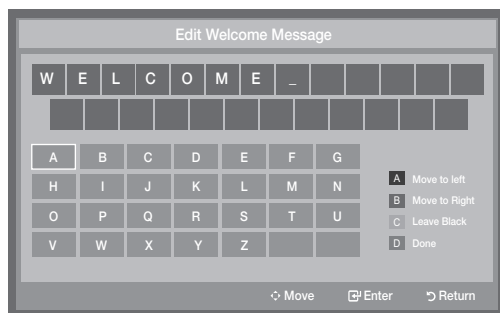 Edit Welcome Message
W E L C O M E _
A B C D E F G
H I J K L M N
O P Q R S T U
V W X Y Z
A Move to left
B Move to Right
C Leave Black
D Done
Move Enter Return